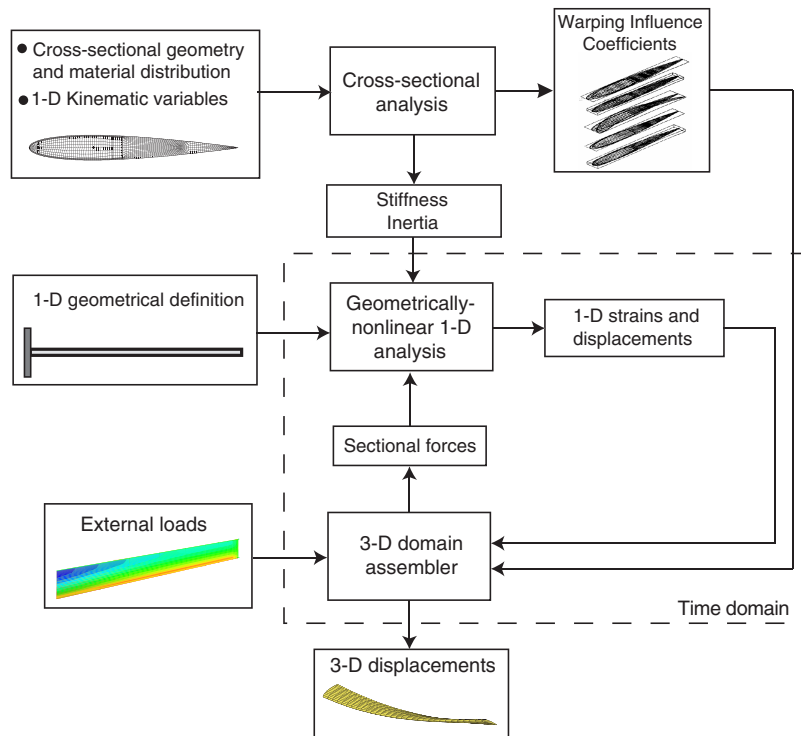 ● Cross-sectional geometry
and material distribution
● 1-D Kinematic variables
Cross-sectional
analysis
Warping Influence
Coefficients
Stiffness
Inertia
1-D geometrical definition
Geometrically-
nonlinear 1-D
analysis
1-D strains and
displacements
Sectional forces
External loads
3-D domain
assembler
Time domain
3-D displacements